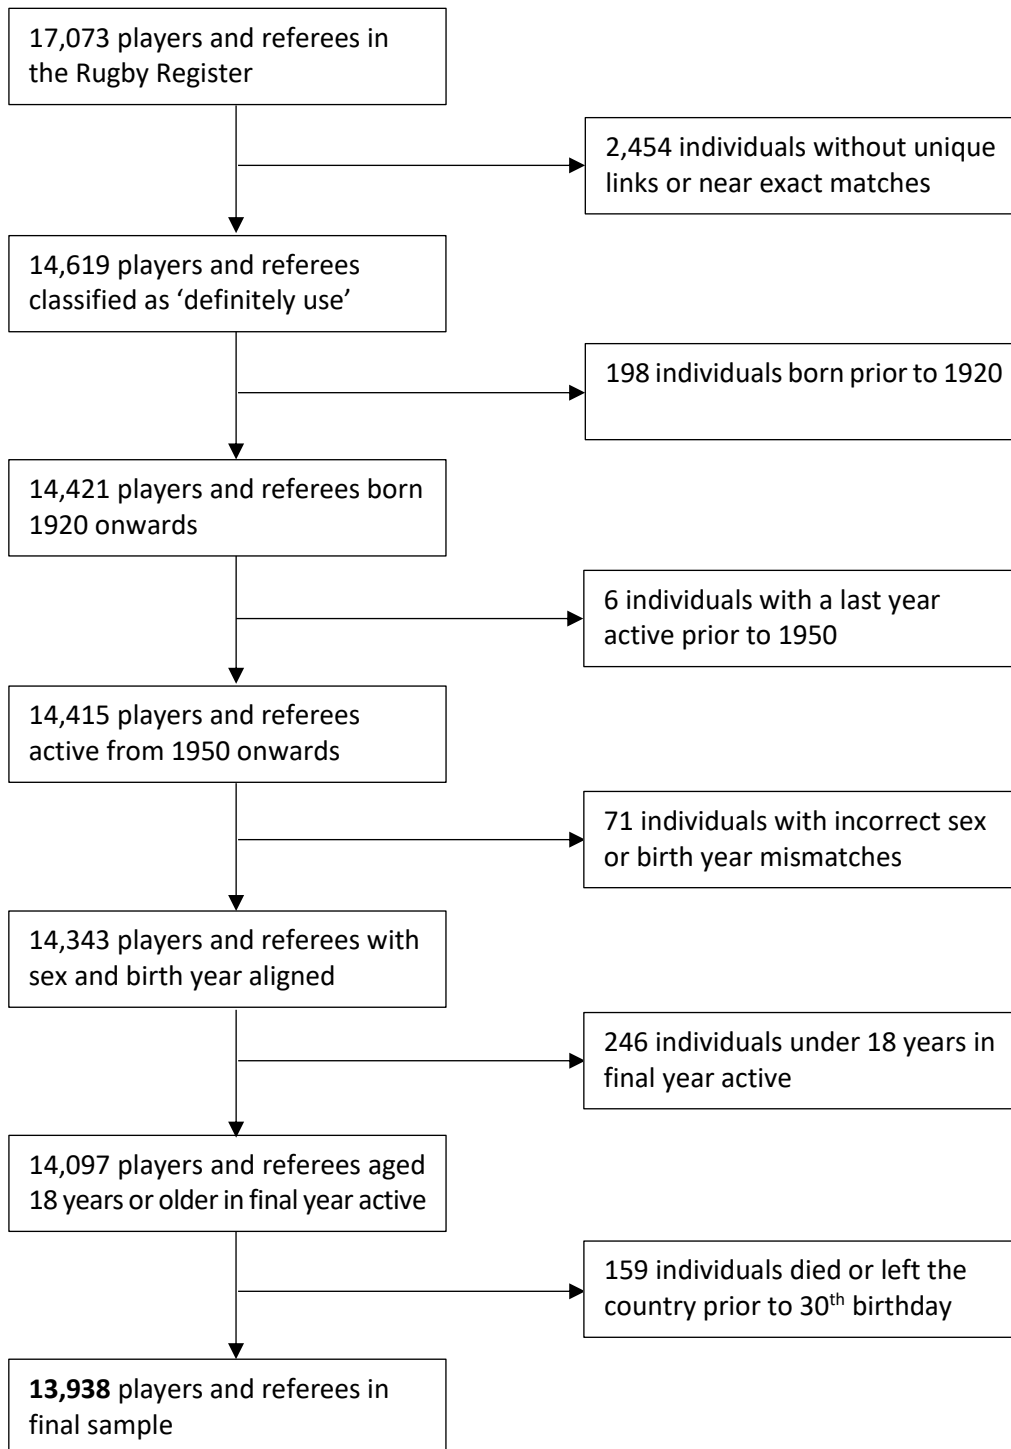 17,073 players and referees in
the Rugby Register
2,454 individuals without unique
links or near exact matches
14,619 players and referees
classified as ‘definitely use’
198 individuals born prior to 1920
14,421 players and referees born
1920 onwards
6 individuals with a last year
active prior to 1950
14,415 players and referees
active from 1950 onwards
71 individuals with incorrect sex
or birth year mismatches
14,343 players and referees with
sex and birth year aligned
246 individuals under 18 years in
final year active
14,097 players and referees aged
18 years or older in final year active
159 individuals died or left the
country prior to 30th birthday
13,938 players and referees in
final sample